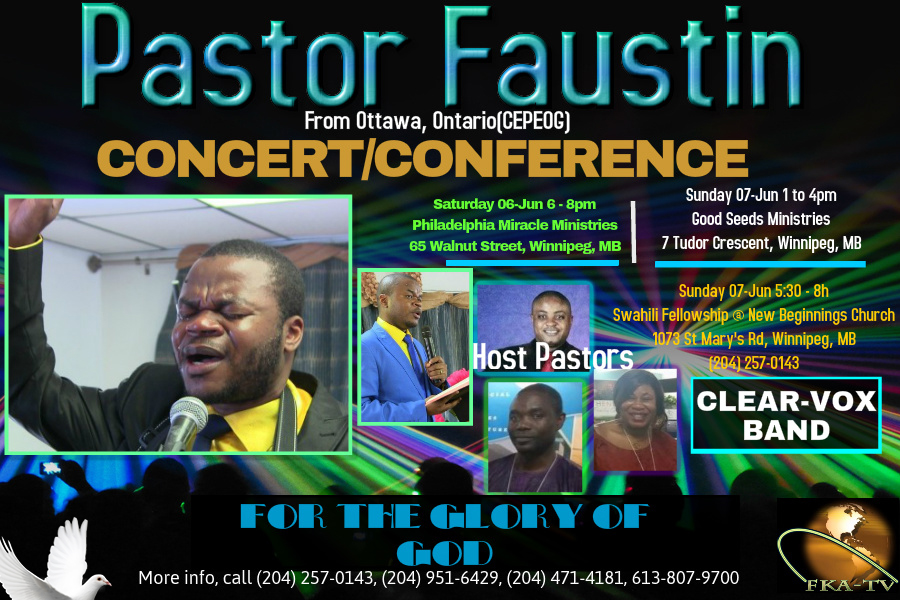 Pastor Faustin
From Ottawa, Ontario(CEPEOG)
CONCERT/CONFERENCE
Saturday 06-Jun 6 - 8pm
Philadelphia Miracle Ministries
65 Walnut Street, Winnipeg, MB
Sunday 07-Jun 1 to 4pm
Good Seeds Ministries
7 Tudor Crescent, Winnipeg, MB
Sunday 07-Jun 5:30 - 8h
Swahili Fellowship @ New Beginnings Church
1073 St Mary's Rd, Winnipeg, MB
(204) 257-0143
Host Pastors
CLEAR-VOX
BAND
FOR THE GLORY OF
GOD
More info, call (204) 257-0143, (204) 951-6429, (204) 471-4181, 613-807-9700
FKA-TV